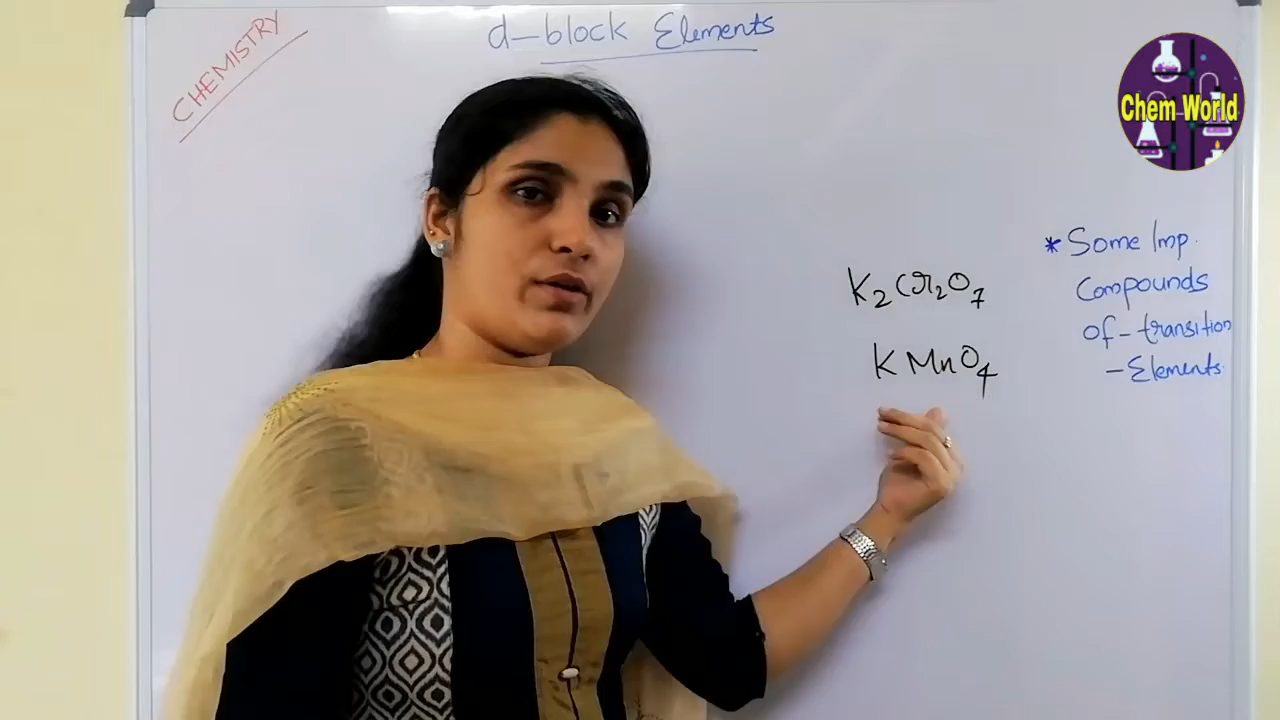 CHEMISTRY
d-block Elements
Chem World
K2Cr2O7
KMnO4
* Some Imp.
Compounds
of-transition
-Elements